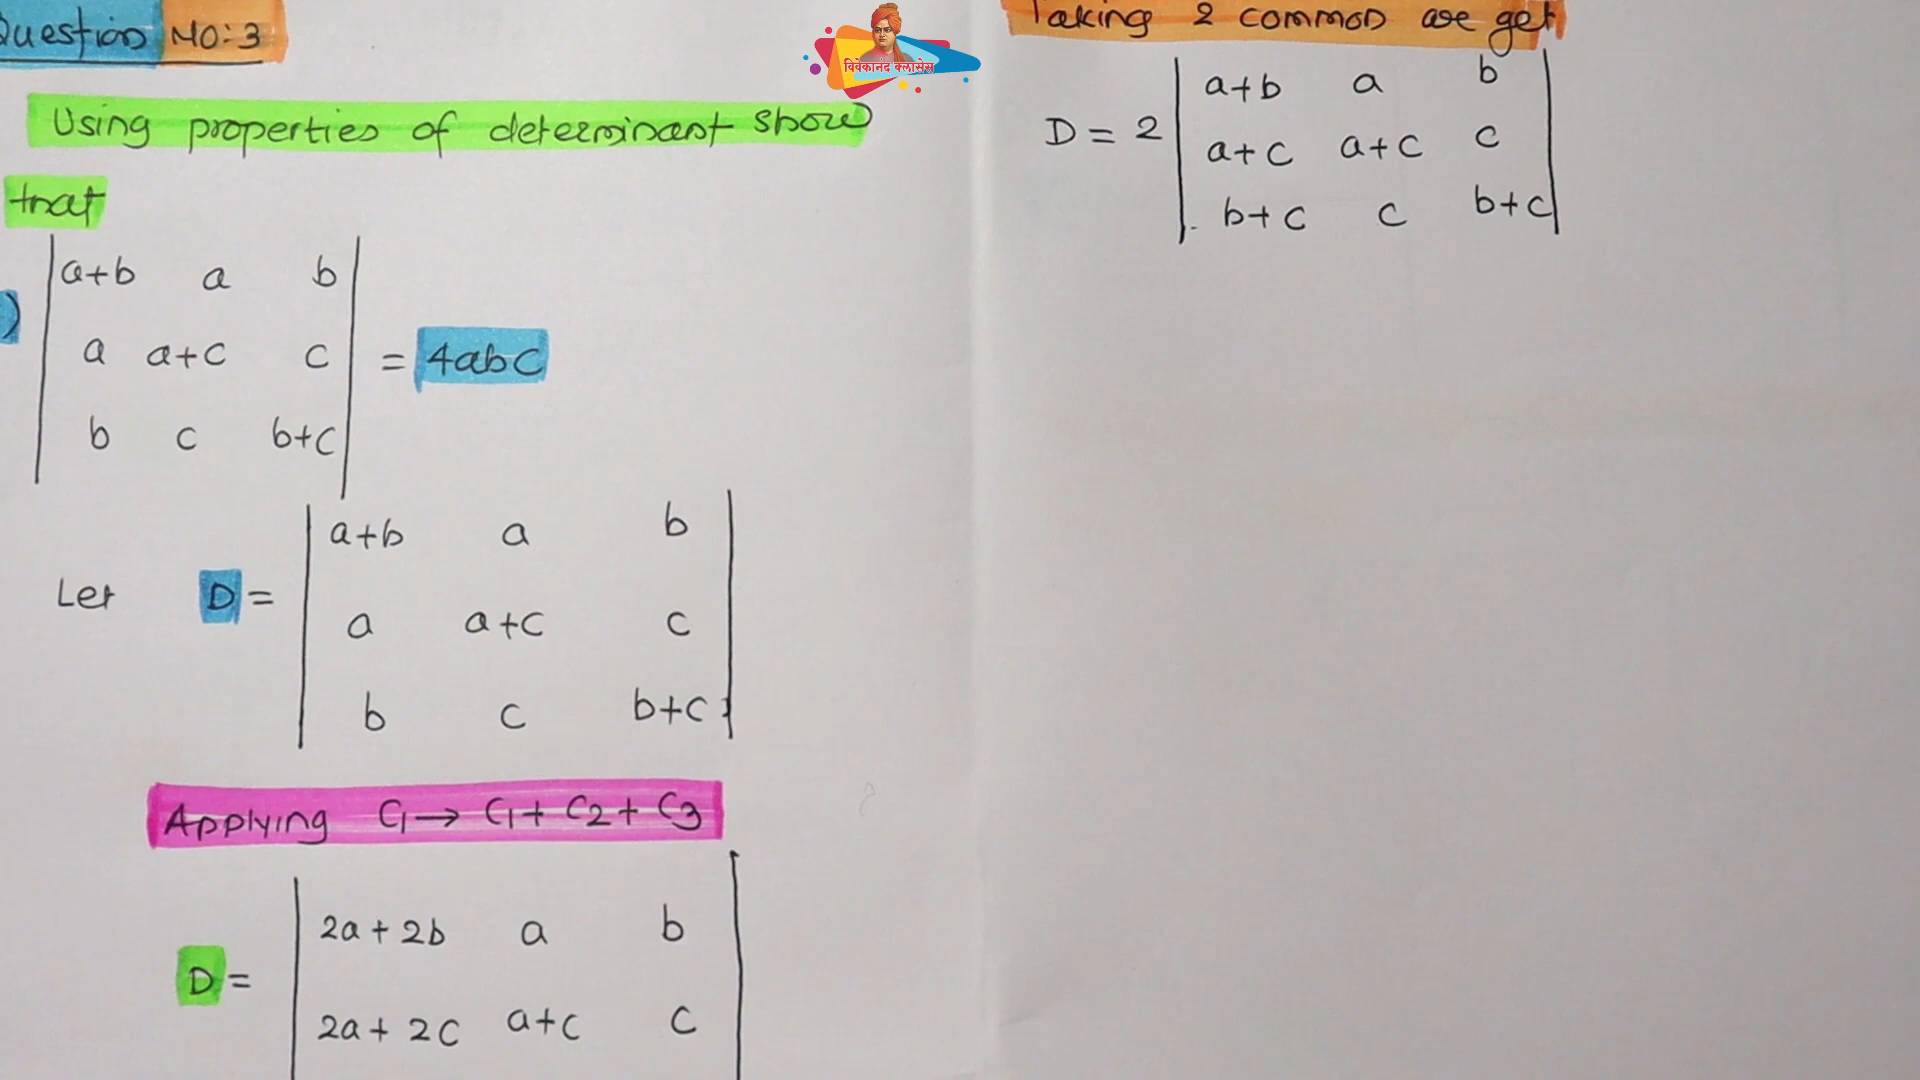 Question NO:3
Using properties of determinant show
that
) | a+b a b |
| a a+c c | = 4abc
| b c b+c |
| a+b a b |
Let D = | a a+c c |
| b c b+c |
Applying C1 → C1 + C2 + C3
| 2a + 2b a b |
D =
| 2a + 2c a+c c |
विवेकानंद क्लासेस
Taking 2 common we get
| a+b a b |
D = 2 | a+c a+c c |
| b+c c b+c |